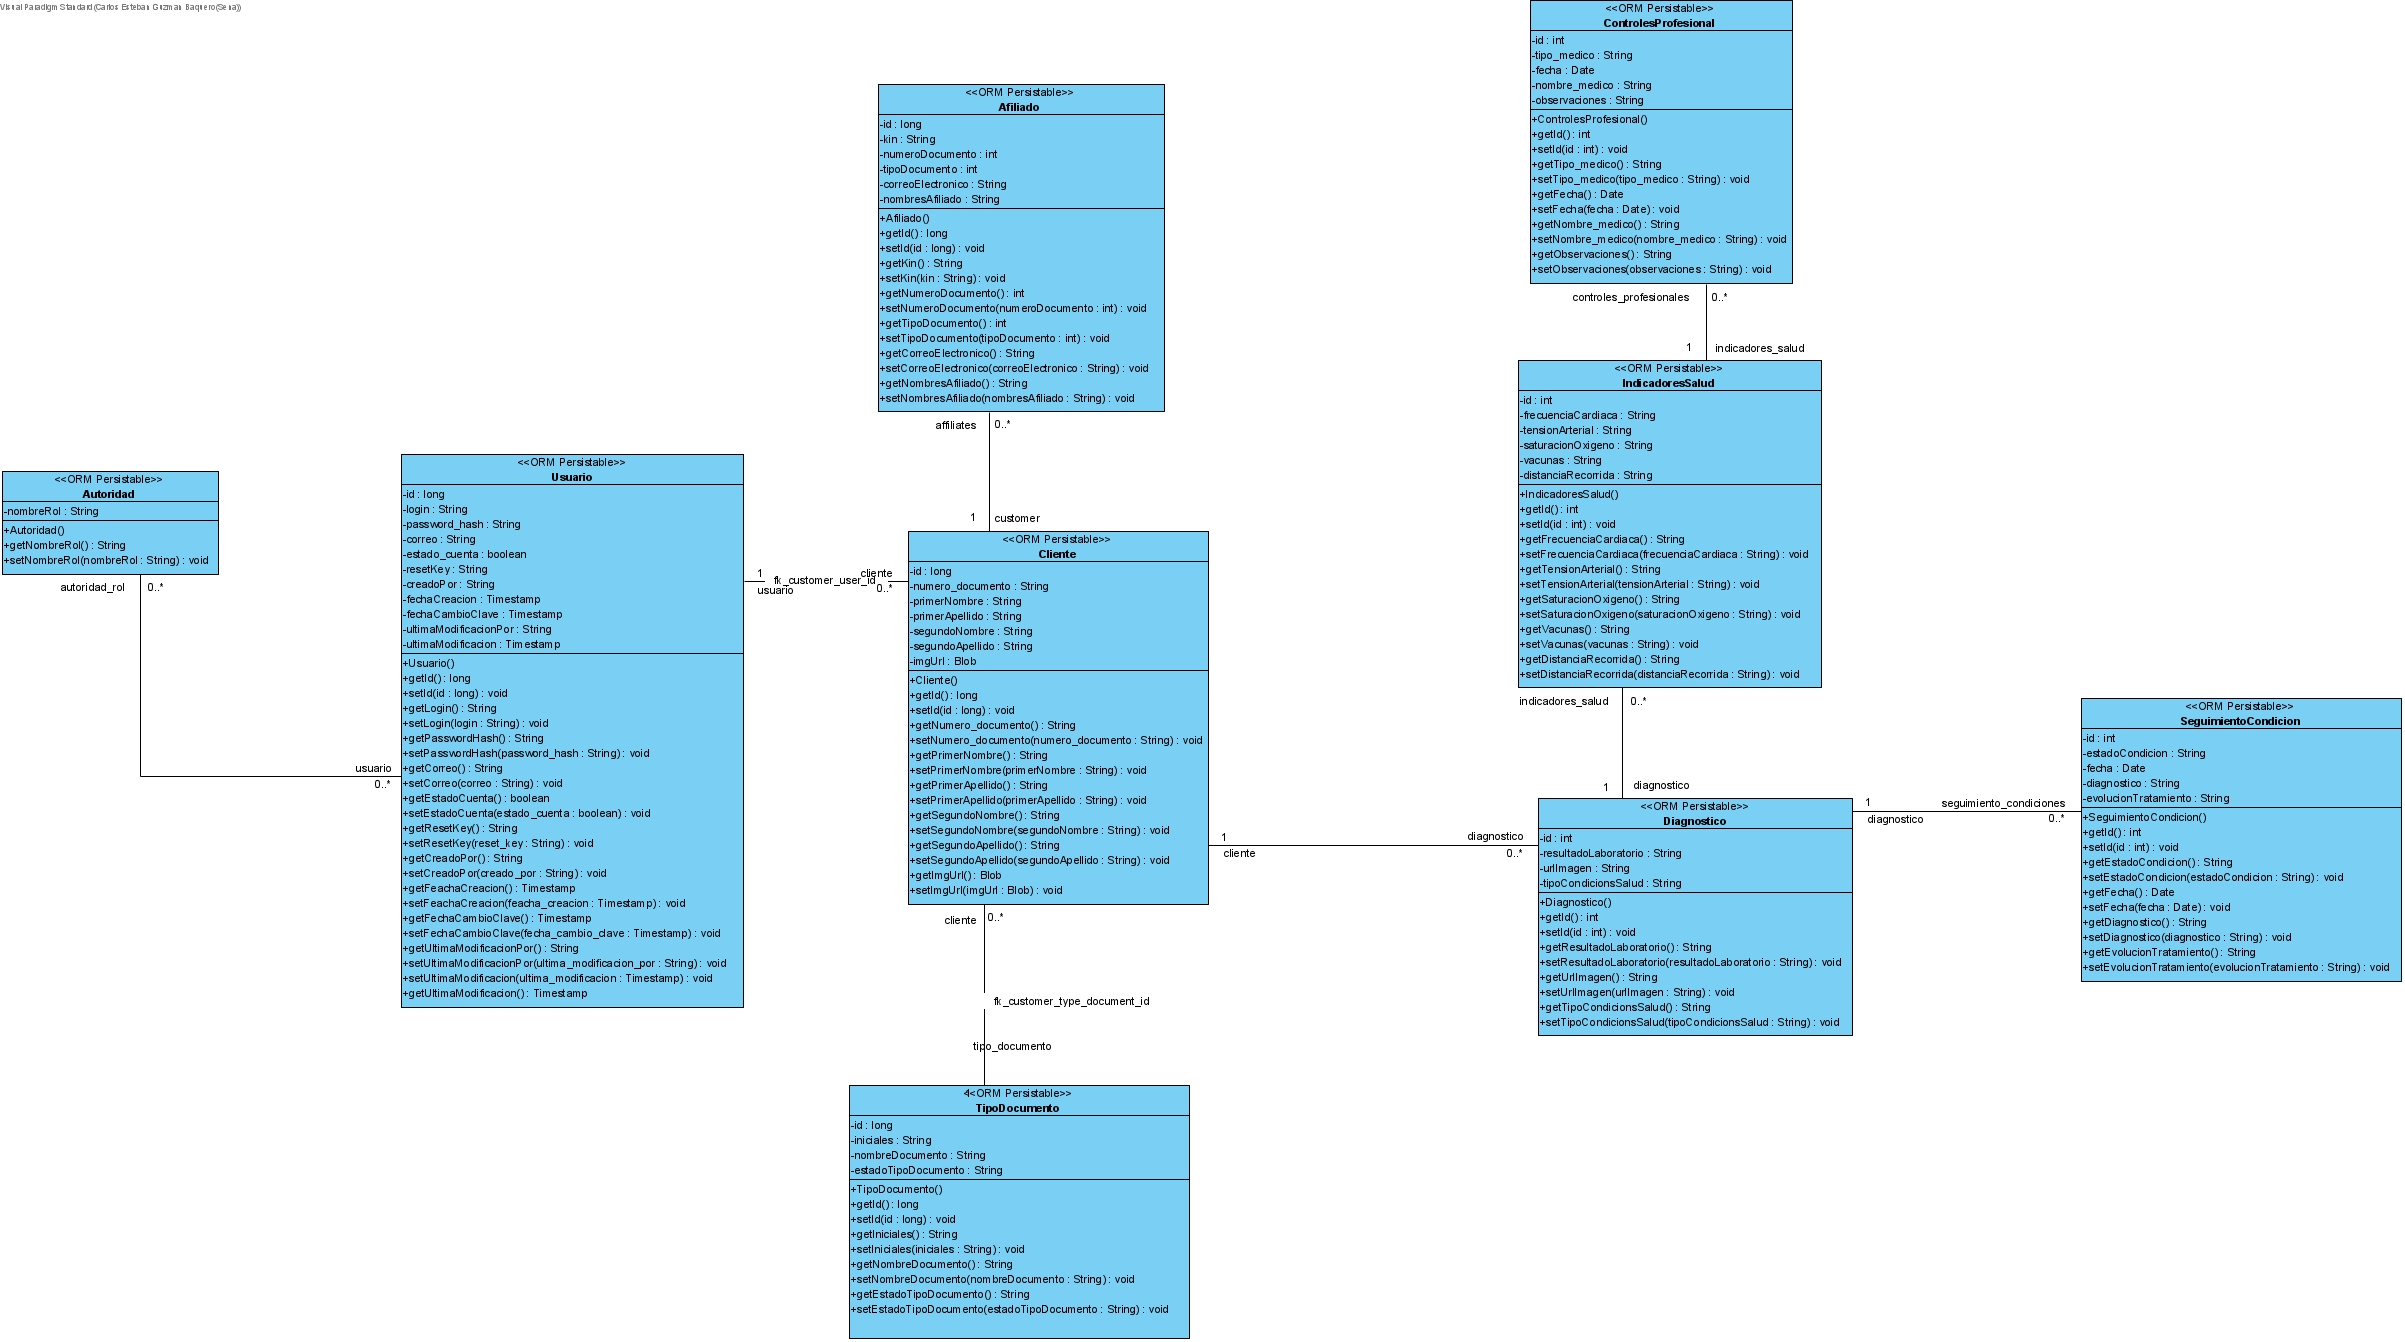 Visual Paradigm Standard(Carlos Esteban Guzman Baquero(Sena))
<<ORM Persistable>>
ControlesProfesional
-id : int
-tipo_medico : String
-fecha : Date
-nombre_medico : String
-observaciones : String
+ControlesProfesional()
+getId() : int
+setId(id : int) : void
+getTipo_medico() : String
+setTipo_medico(tipo_medico : String) : void
+getFecha() : Date
+setFecha(fecha : Date) : void
+getNombre_medico() : String
+setNombre_medico(nombre_medico : String) : void
+getObservaciones() : String
+setObservaciones(observaciones : String) : void
controles_profesionales
0..*
1
indicadores_salud
<<ORM Persistable>>
Afiliado
-id : long
-kin : String
-numeroDocumento : int
-tipoDocumento : int
-correoElectronico : String
-nombresAfiliado : String
+Afiliado()
+getId() : long
+setId(id : long) : void
+getKin() : String
+setKin(kin : String) : void
+getNumeroDocumento() : int
+setNumeroDocumento(numeroDocumento : int) : void
+getTipoDocumento() : int
+setTipoDocumento(tipoDocumento : int) : void
+getCorreoElectronico() : String
+setCorreoElectronico(correoElectronico : String) : void
+getNombresAfiliado() : String
+setNombresAfiliado(nombresAfiliado : String) : void
affiliates
0..*
1
customer
<<ORM Persistable>>
IndicadoresSalud
-id : int
-frecuenciaCardiaca : String
-tensionArterial : String
-saturacionOxigeno : String
-vacunas : String
-distanciaRecorrida : String
+IndicadoresSalud()
+getId() : int
+setId(id : int) : void
+getFrecuenciaCardiaca() : String
+setFrecuenciaCardiaca(frecuenciaCardiaca : String) : void
+getTensionArterial() : String
+setTensionArterial(tensionArterial : String) : void
+getSaturacionOxigeno() : String
+setSaturacionOxigeno(saturacionOxigeno : String) : void
+getVacunas() : String
+setVacunas(vacunas : String) : void
+getDistanciaRecorrida() : String
+setDistanciaRecorrida(distanciaRecorrida : String) : void
indicadores_salud
0..*
1
diagnostico
<<ORM Persistable>>
Autoridad
-nombreRol : String
+Autoridad()
+getNombreRol() : String
+setNombreRol(nombreRol : String) : void
autoridad_rol
0..*
usuario
0..*
<<ORM Persistable>>
Usuario
-id : long
-login : String
-password_hash : String
-correo : String
-estado_cuenta : boolean
-resetKey : String
-creadoPor : String
-fechaCreacion : Timestamp
-fechaCambioClave : Timestamp
-ultimaModificacionPor : String
-ultimaModificacion : Timestamp
+Usuario()
+getId() : long
+setId(id : long) : void
+getLogin() : String
+setLogin(login : String) : void
+getPasswordHash() : String
+setPasswordHash(password_hash : String) : void
+getCorreo() : String
+setCorreo(correo : String) : void
+getEstadoCuenta() : boolean
+setEstadoCuenta(estado_cuenta : boolean) : void
+getResetKey() : String
+setResetKey(reset_key : String) : void
+getCreadoPor() : String
+setCreadoPor(creado_por : String) : void
+getFeachaCreacion() : Timestamp
+setFeachaCreacion(feacha_creacion : Timestamp) : void
+getFechaCambioClave() : Timestamp
+setFechaCambioClave(fecha_cambio_clave : Timestamp) : void
+getUltimaModificacionPor() : String
+setUltimaModificacionPor(ultima_modificacion_por : String) : void
+setUltimaModificacion(ultima_modificacion : Timestamp) : void
+getUltimaModificacion() : Timestamp
1
usuario
fk_customer_user_id
cliente
0..*
<<ORM Persistable>>
Cliente
-id : long
-numero_documento : String
-primerNombre : String
-primerApellido : String
-segundoNombre : String
-segundoApellido : String
-imgUrl : Blob
+Cliente()
+getId() : long
+setId(id : long) : void
+getNumero_documento() : String
+setNumero_documento(numero_documento : String) : void
+getPrimerNombre() : String
+setPrimerNombre(primerNombre : String) : void
+getPrimerApellido() : String
+setPrimerApellido(primerApellido : String) : void
+getSegundoNombre() : String
+setSegundoNombre(segundoNombre : String) : void
+getSegundoApellido() : String
+setSegundoApellido(segundoApellido : String) : void
+getImgUrl() : Blob
+setImgUrl(imgUrl : Blob) : void
1
cliente
diagnostico
0..*
<<ORM Persistable>>
Diagnostico
-id : int
-resultadoLaboratorio : String
-urlImagen : String
-tipoCondicionsSalud : String
+Diagnostico()
+getId() : int
+setId(id : int) : void
+getResultadoLaboratorio() : String
+setResultadoLaboratorio(resultadoLaboratorio : String) : void
+getUrlImagen() : String
+setUrlImagen(urlImagen : String) : void
+getTipoCondicionsSalud() : String
+setTipoCondicionsSalud(tipoCondicionsSalud : String) : void
1
diagnostico
seguimiento_condiciones
0..*
<<ORM Persistable>>
SeguimientoCondicion
-id : int
-estadoCondicion : String
-fecha : Date
-diagnostico : String
-evolucionTratamiento : String
+SeguimientoCondicion()
+getId() : int
+setId(id : int) : void
+getEstadoCondicion() : String
+setEstadoCondicion(estadoCondicion : String) : void
+getFecha() : Date
+setFecha(fecha : Date) : void
+getDiagnostico() : String
+setDiagnostico(diagnostico : String) : void
+getEvolucionTratamiento() : String
+setEvolucionTratamiento(evolucionTratamiento : String) : void
cliente
0..*
fk_customer_type_document_id
tipo_documento
<ORM Persistable>>
TipoDocumento
-id : long
-iniciales : String
-nombreDocumento : String
-estadoTipoDocumento : String
+TipoDocumento()
+getId() : long
+setId(id : long) : void
+getIniciales() : String
+setIniciales(iniciales : String) : void
+getNombreDocumento() : String
+setNombreDocumento(nombreDocumento : String) : void
+getEstadoTipoDocumento() : String
+setEstadoTipoDocumento(estadoTipoDocumento : String) : void